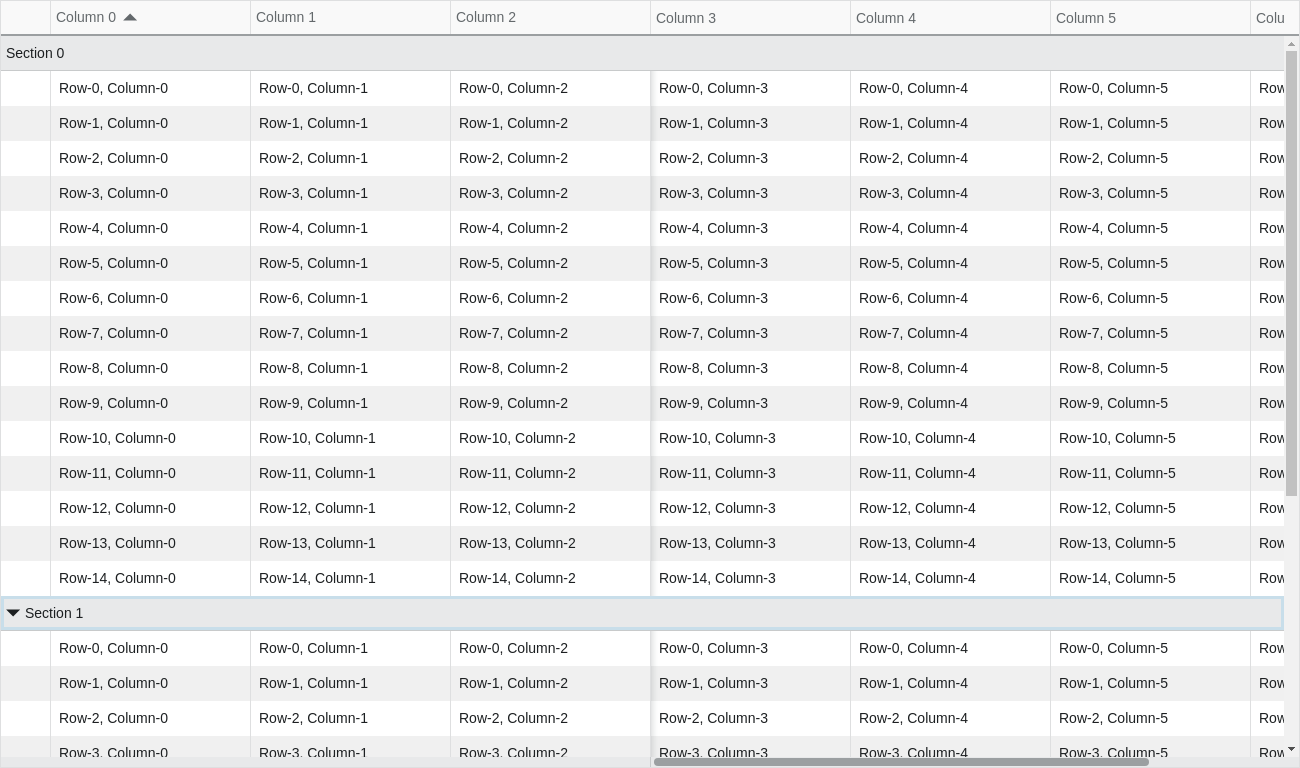 Column 0 Column 1 Column 2 Column 3 Column 4 Column 5 Colu
Section 0
Row-0, Column-0 Row-0, Column-1 Row-0, Column-2 Row-0, Column-3 Row-0, Column-4 Row-0, Column-5 Row
Row-1, Column-0 Row-1, Column-1 Row-1, Column-2 Row-1, Column-3 Row-1, Column-4 Row-1, Column-5 Row
Row-2, Column-0 Row-2, Column-1 Row-2, Column-2 Row-2, Column-3 Row-2, Column-4 Row-2, Column-5 Row
Row-3, Column-0 Row-3, Column-1 Row-3, Column-2 Row-3, Column-3 Row-3, Column-4 Row-3, Column-5 Row
Row-4, Column-0 Row-4, Column-1 Row-4, Column-2 Row-4, Column-3 Row-4, Column-4 Row-4, Column-5 Row
Row-5, Column-0 Row-5, Column-1 Row-5, Column-2 Row-5, Column-3 Row-5, Column-4 Row-5, Column-5 Row
Row-6, Column-0 Row-6, Column-1 Row-6, Column-2 Row-6, Column-3 Row-6, Column-4 Row-6, Column-5 Row
Row-7, Column-0 Row-7, Column-1 Row-7, Column-2 Row-7, Column-3 Row-7, Column-4 Row-7, Column-5 Row
Row-8, Column-0 Row-8, Column-1 Row-8, Column-2 Row-8, Column-3 Row-8, Column-4 Row-8, Column-5 Row
Row-9, Column-0 Row-9, Column-1 Row-9, Column-2 Row-9, Column-3 Row-9, Column-4 Row-9, Column-5 Row
Row-10, Column-0 Row-10, Column-1 Row-10, Column-2 Row-10, Column-3 Row-10, Column-4 Row-10, Column-5 Row
Row-11, Column-0 Row-11, Column-1 Row-11, Column-2 Row-11, Column-3 Row-11, Column-4 Row-11, Column-5 Row
Row-12, Column-0 Row-12, Column-1 Row-12, Column-2 Row-12, Column-3 Row-12, Column-4 Row-12, Column-5 Row
Row-13, Column-0 Row-13, Column-1 Row-13, Column-2 Row-13, Column-3 Row-13, Column-4 Row-13, Column-5 Row
Row-14, Column-0 Row-14, Column-1 Row-14, Column-2 Row-14, Column-3 Row-14, Column-4 Row-14, Column-5 Row
Section 1
Row-0, Column-0 Row-0, Column-1 Row-0, Column-2 Row-0, Column-3 Row-0, Column-4 Row-0, Column-5 Row
Row-1, Column-0 Row-1, Column-1 Row-1, Column-2 Row-1, Column-3 Row-1, Column-4 Row-1, Column-5 Row
Row-2, Column-0 Row-2, Column-1 Row-2, Column-2 Row-2, Column-3 Row-2, Column-4 Row-2, Column-5 Row
Row-3, Column-0 Row-3, Column-1 Row-3, Column-2 Row-3, Column-3 Row-3, Column-4 Row-3, Column-5 Row